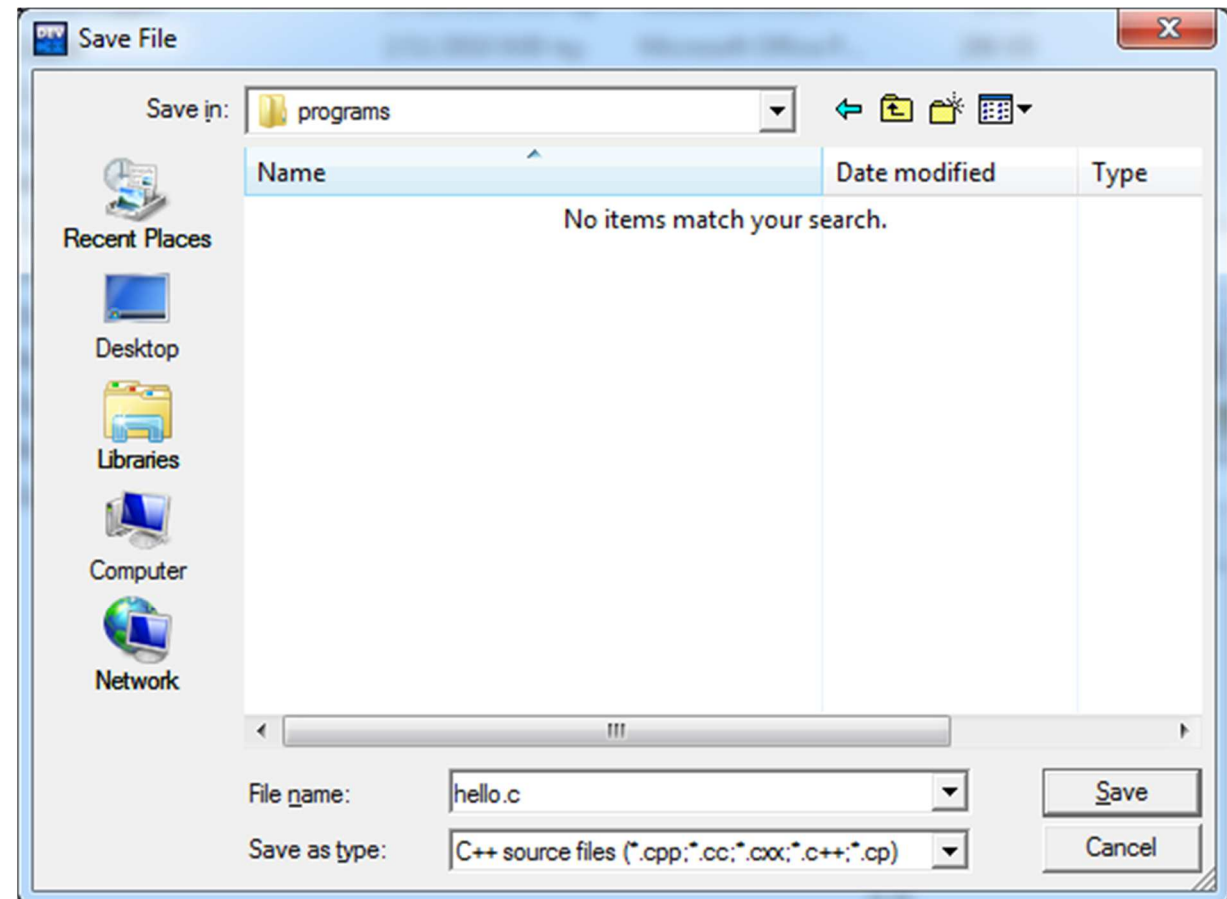 DEV
Save File
Save in: programs
Name Date modified Type
No items match your search.
Recent Places
Desktop
Libraries
Computer
Network
File name: hello.c Save
Save as type: C++ source files (*.cpp;*.cc;*.cxx;*.c++;*.cp) Cancel